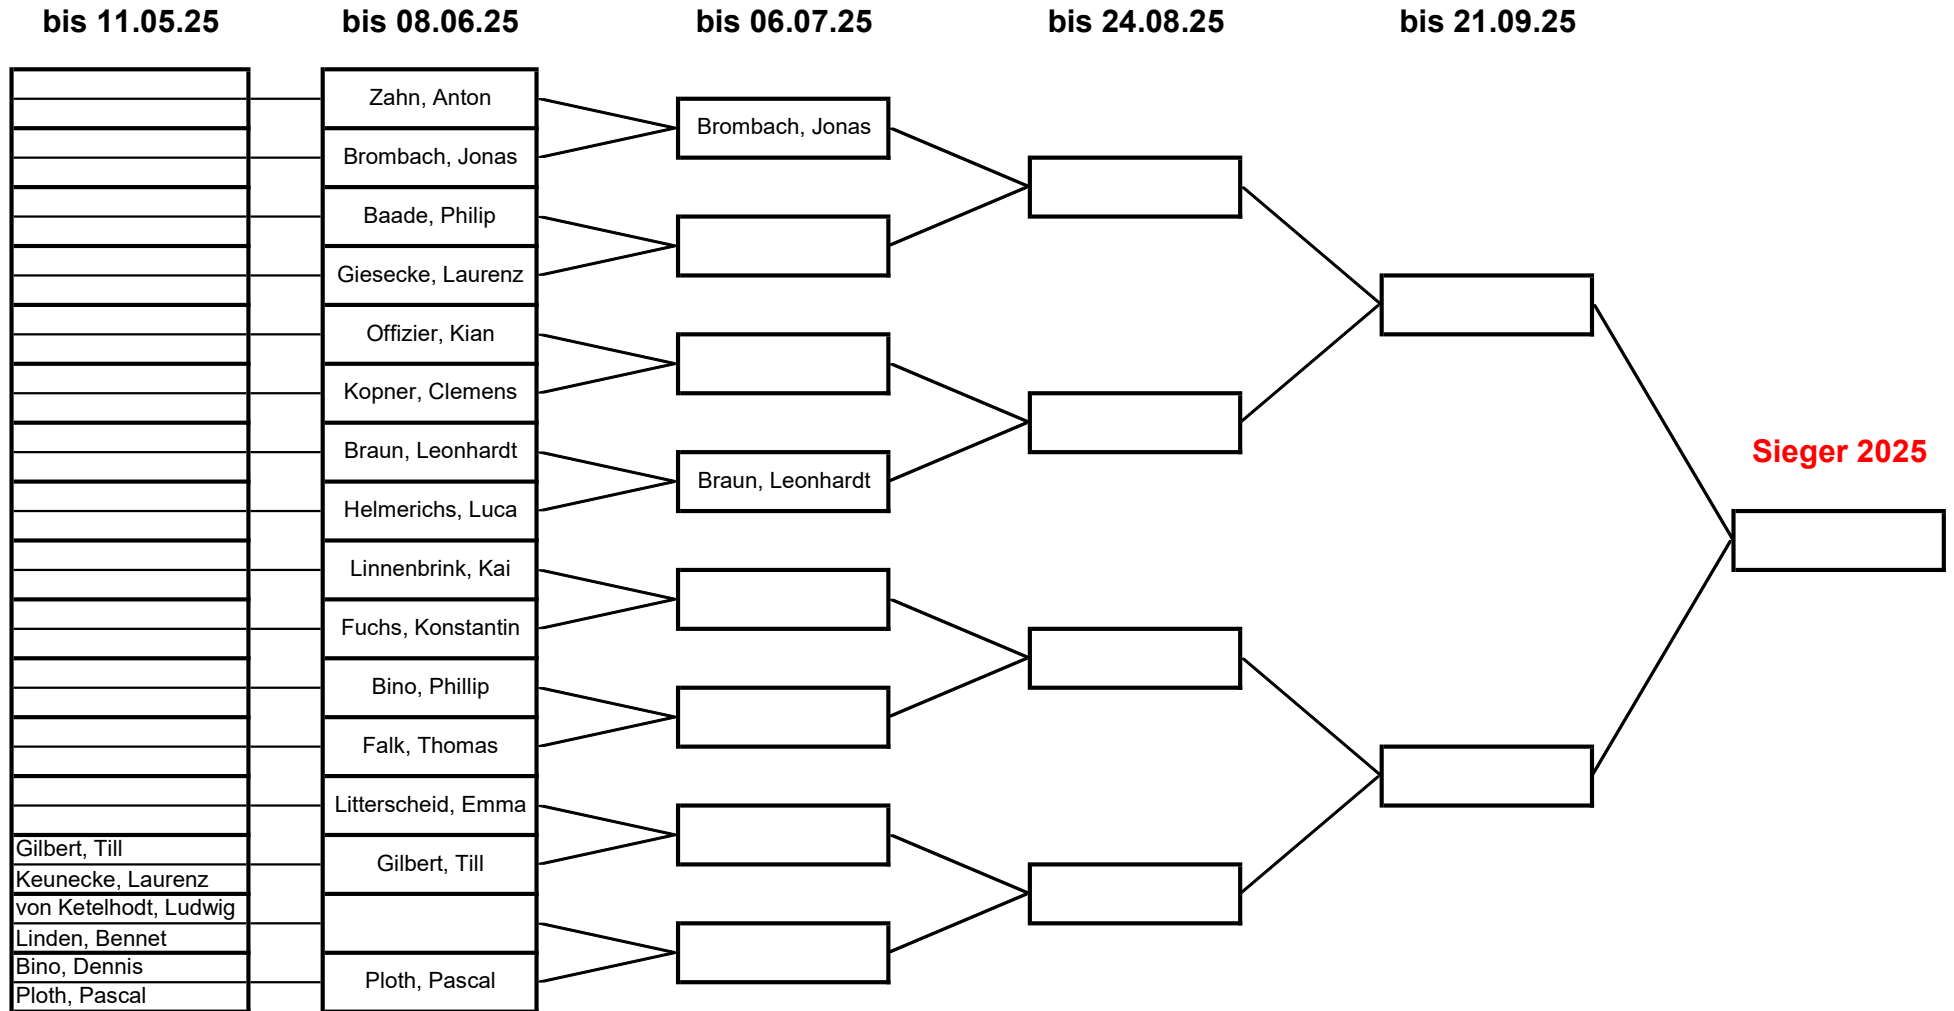 bis 11.05.25
bis 08.06.25
bis 06.07.25
bis 24.08.25
bis 21.09.25
Zahn, Anton
Brombach, Jonas
Baade, Philip
Giesecke, Laurenz
Offizier, Kian
Kopner, Clemens
Braun, Leonhardt
Helmerichs, Luca
Linnenbrink, Kai
Fuchs, Konstantin
Bino, Phillip
Falk, Thomas
Litterscheid, Emma
Gilbert, Till
Keunecke, Laurenz
Gilbert, Till
von Ketelhodt, Ludwig
Linden, Bennet
Bino, Dennis
Ploth, Pascal
Ploth, Pascal
Brombach, Jonas
Braun, Leonhardt
Sieger 2025